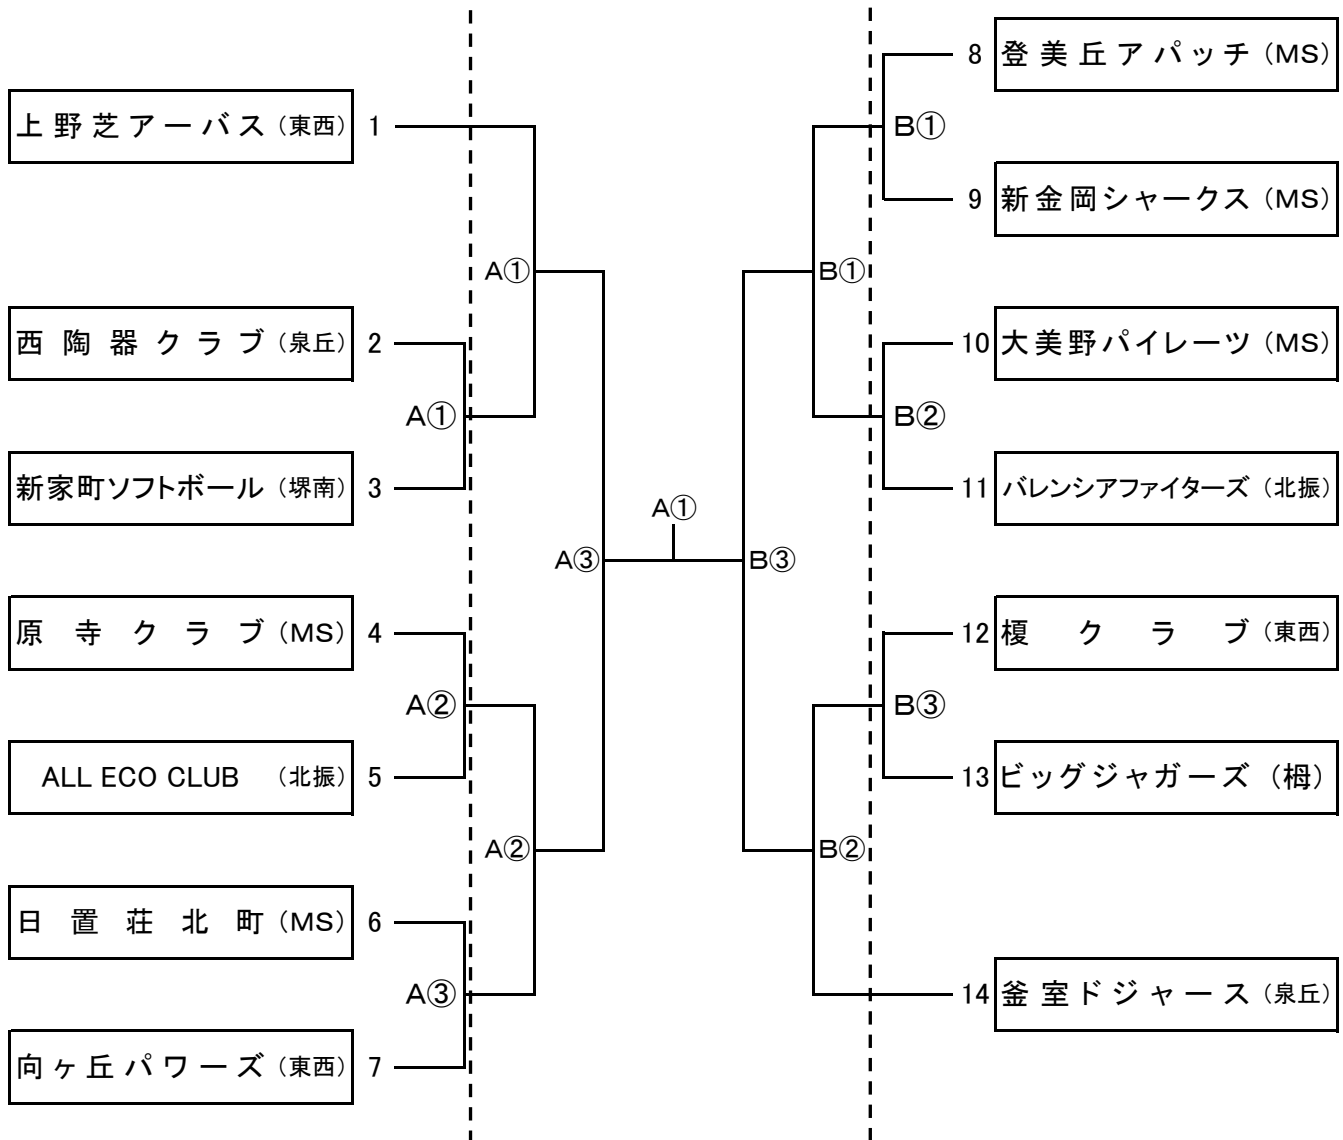 上野芝アーバス（東西） 1
西陶器クラブ（泉丘） 2
新家町ソフトボール（堺南） 3
原寺クラブ（MS） 4
ALL ECO CLUB （北振） 5
日置荘北町（MS） 6
向ヶ丘パワーズ（東西） 7
A①
A②
A③
A①
A②
A③
A①
B③
B①
B②
B①
B②
B③
8 登美丘アパッチ（MS）
9 新金岡シャークス（MS）
10 大美野パイレーツ（MS）
11 バレンシアファイターズ（北振）
12 榎クラブ（東西）
13 ビッグジャガーズ（栂）
14 釜室ドジャース（泉丘）